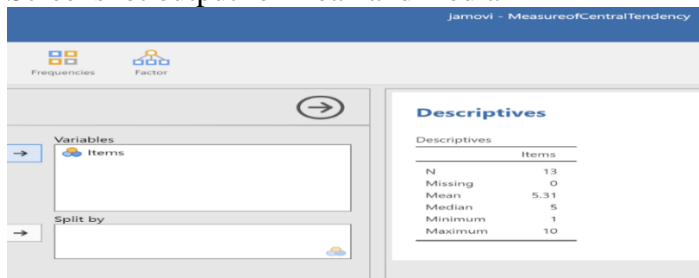 jamovi - MeasureofCentralTendency
Frequencies
Factor
Variables
Items
Split by
Descriptives
Descriptives
Items
N 13
Missing 0
Mean 5.31
Median 5
Minimum 1
Maximum 10